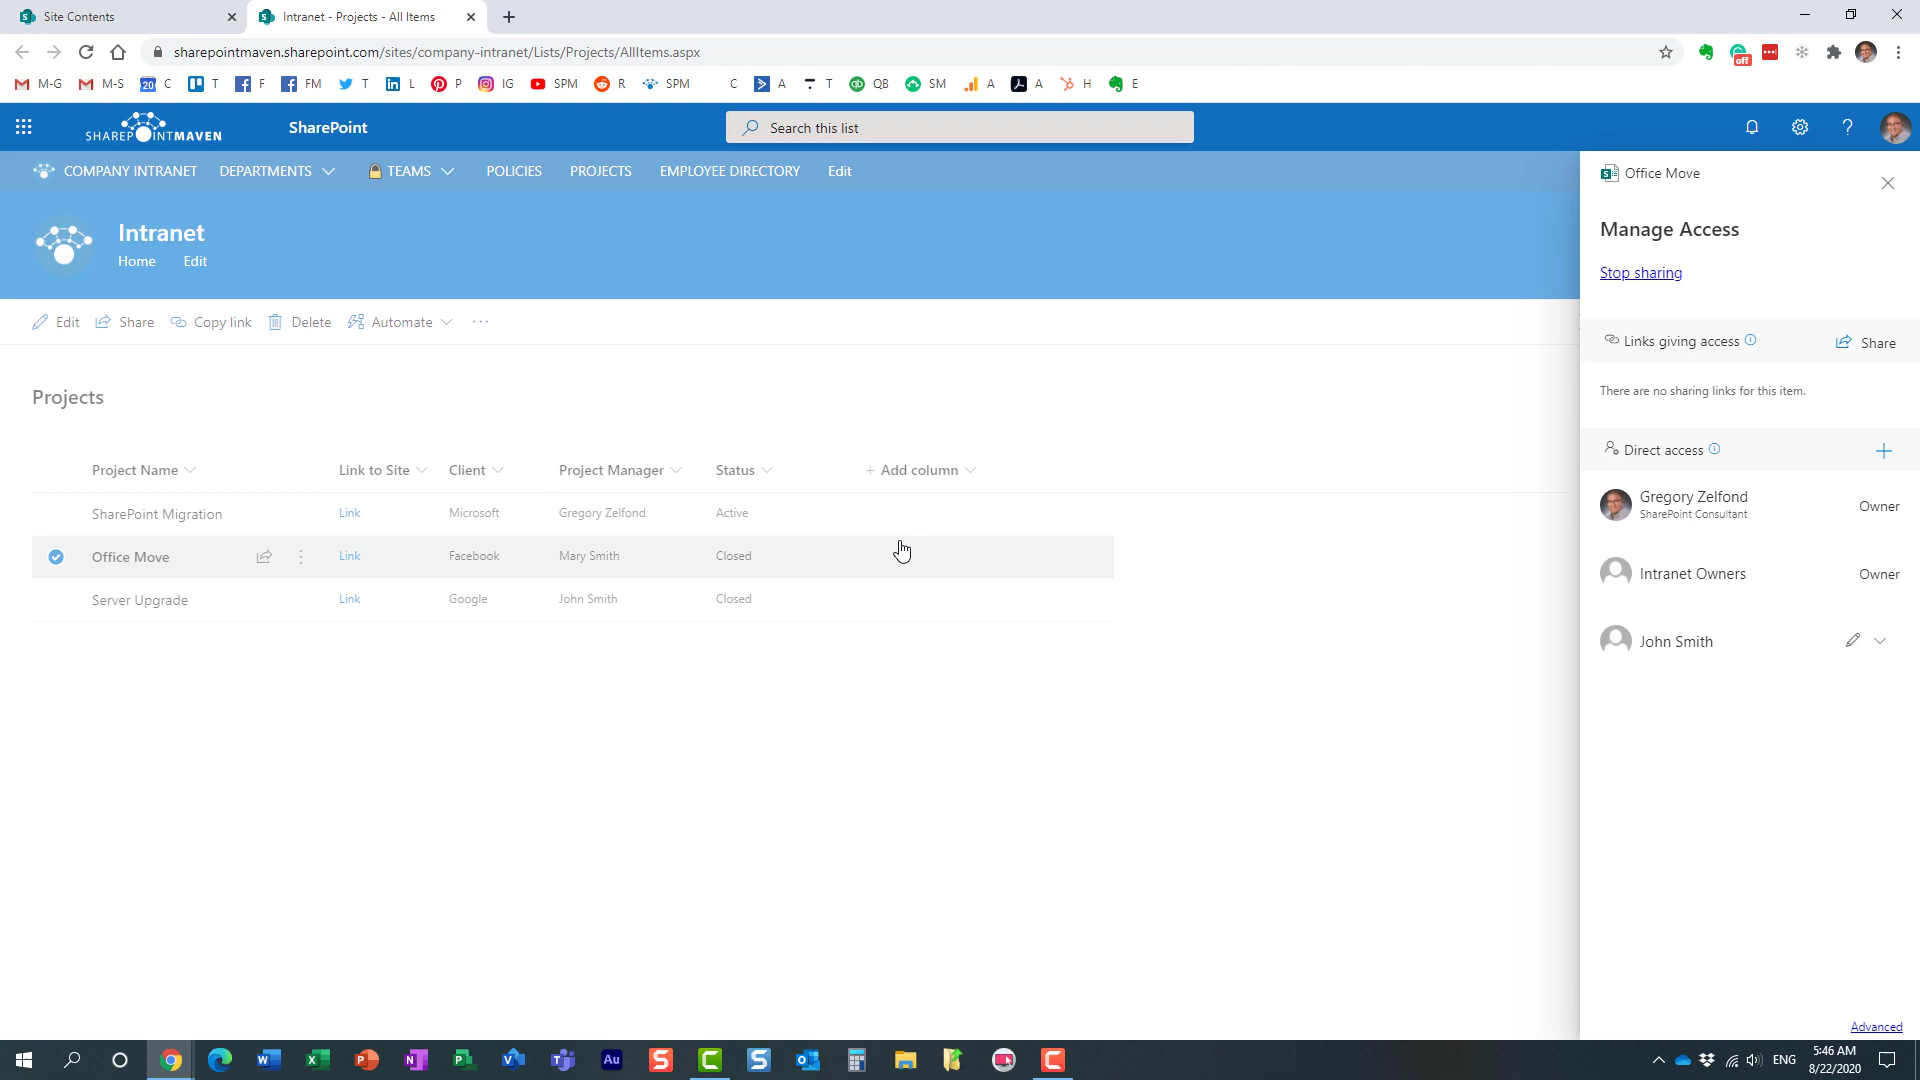 Site Contents
Intranet - Projects - All Items
sharepointmaven.sharepoint.com/sites/company-intranet/Lists/Projects/AllItems.aspx
off
M-G M-S 20 C T F FM T L P IG SPM R SPM C A T QB SM A A H E
SHAREPOINTMAVEN SharePoint Search this list
COMPANY INTRANET DEPARTMENTS TEAMS POLICIES PROJECTS EMPLOYEE DIRECTORY Edit
Intranet
Home Edit
Edit Share Copy link Delete Automate ...
Projects
Project Name Link to Site Client Project Manager Status + Add column
SharePoint Migration Link Microsoft Gregory Zelfond Active
Office Move Link Facebook Mary Smith Closed
Server Upgrade Link Google John Smith Closed
Office Move
Manage Access
Stop sharing
Links giving access Share
There are no sharing links for this item.
Direct access
Gregory Zelfond Owner
SharePoint Consultant
Intranet Owners Owner
John Smith
Advanced
ENG 5:46 AM
8/22/2020